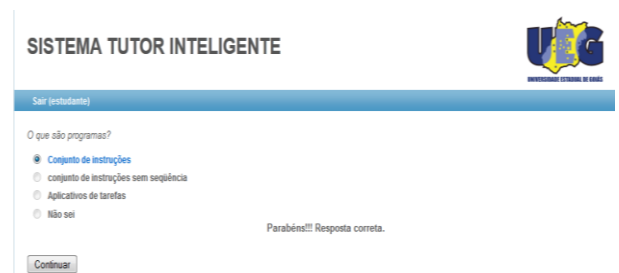 SISTEMA TUTOR INTELIGENTE
UEG
UNIVERSIDADE ESTADUAL DE GOIÁS
Sair (estudante)
O que são programas?
Conjunto de instruções
conjunto de instruções sem seqüência
Aplicativos de tarefas
Não sei
Parabéns!!! Resposta correta.
Continuar